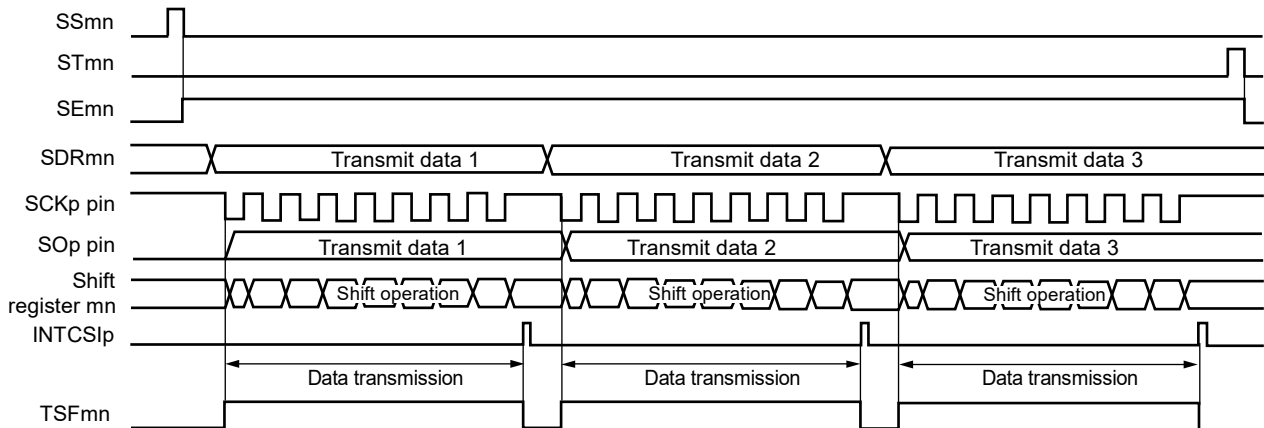 SSmn
STmn
SEmn
SDRmn Transmit data 1 Transmit data 2 Transmit data 3
SCKp pin
SOp pin Transmit data 1 Transmit data 2 Transmit data 3
Shift
register mn Shift operation Shift operation Shift operation
INTCSIp
Data transmission Data transmission Data transmission
TSFmn